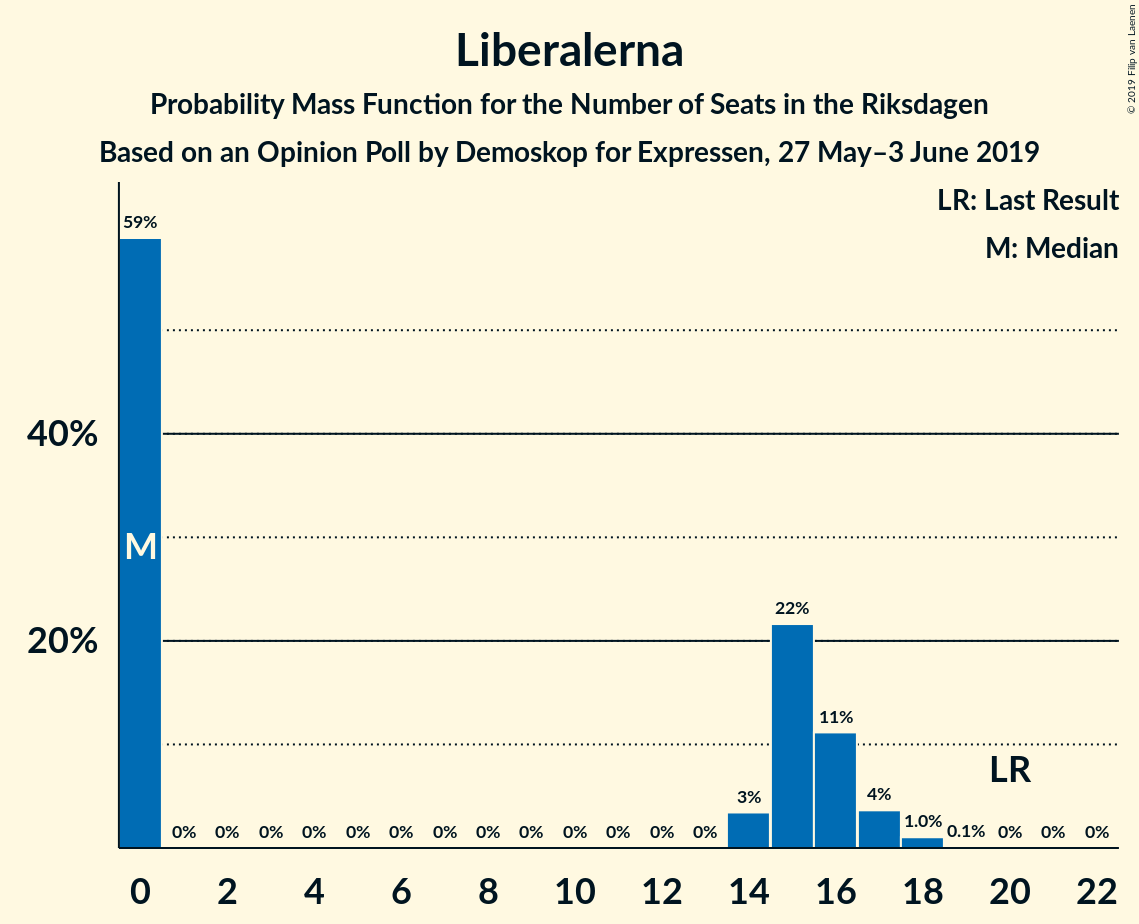 Liberalerna
Probability Mass Function for the Number of Seats in the Riksdagen
Based on an Opinion Poll by Demoskop for Expressen, 27 May–3 June 2019
© 2019 Filip van Laenen
LR: Last Result
M: Median
59%
40%
M
20%
22%
11%
LR
3%
4%
1.0%
0.1%
0% 0% 0% 0% 0% 0% 0% 0% 0% 0% 0% 0% 0% 0% 0% 0%
0 2 4 6 8 10 12 14 16 18 20 22